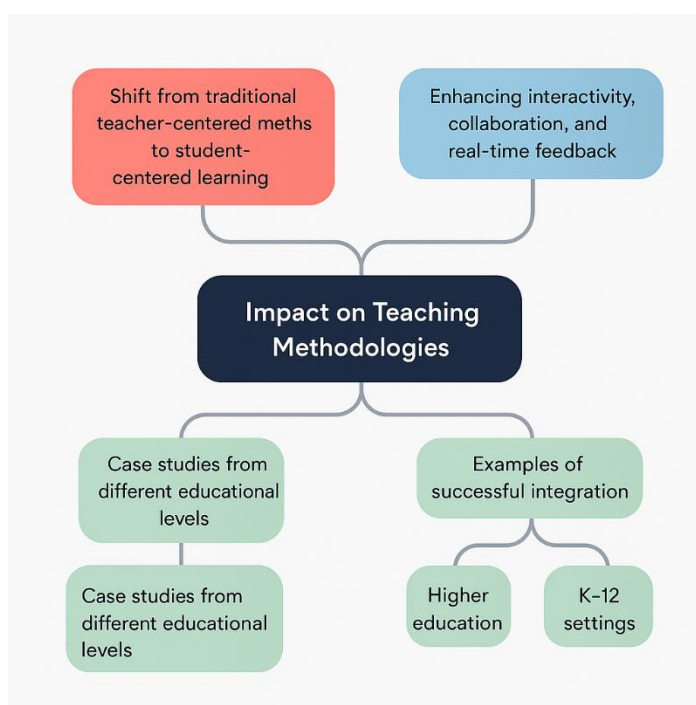 Shift from traditional
teacher-centered meths
to student-
centered learning
Enhancing interactivity,
collaboration, and
real-time feedback
Impact on Teaching
Methodologies
Case studies from
different educational
levels
Examples of
successful integration
Case studies from
different educational
levels
Higher
education
K–12
settings